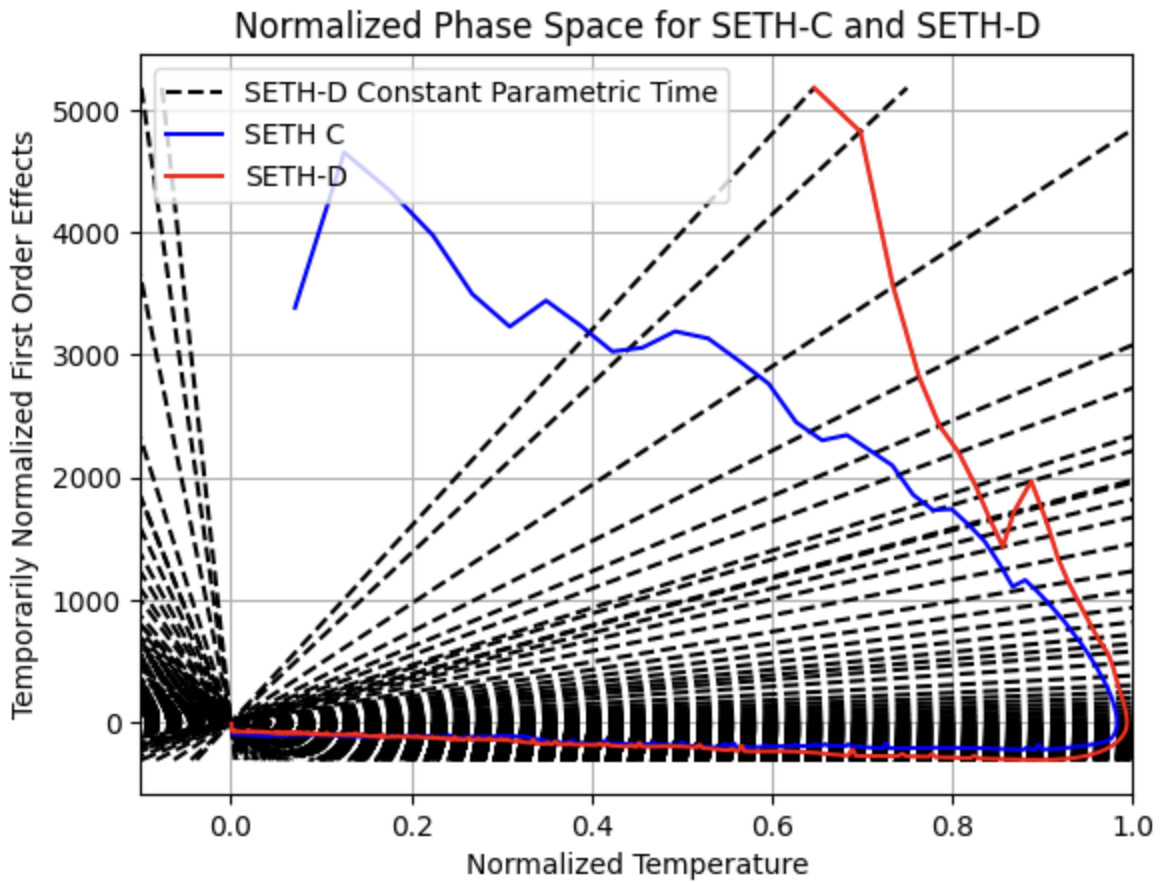 Normalized Phase Space for SETH-C and SETH-D
SETH-D Constant Parametric Time
SETH C
SETH-D
Temporarily Normalized First Order Effects
5000
4000
3000
2000
1000
0
0.0 0.2 0.4 0.6 0.8 1.0
Normalized Temperature